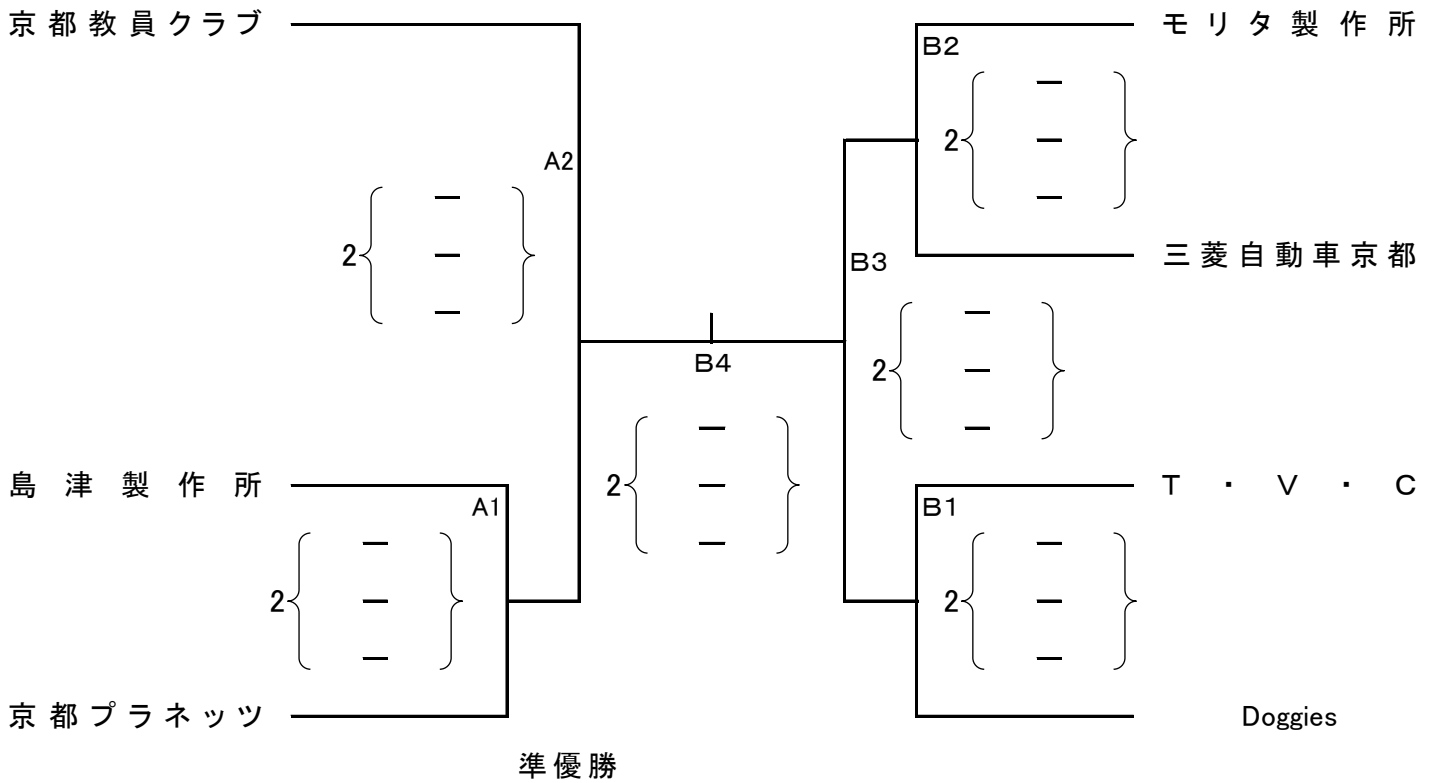 京都教員クラブ
モリタ製作所
B2
—
2{ — }
—
A2
—
2{ — }
—
三菱自動車京都
B3
—
2{ — }
—
B4
—
2{ — }
—
島津製作所
T・V・C
A1
B1
—
2{ — }
—
—
2{ — }
—
京都プラネッツ
Doggies
準優勝